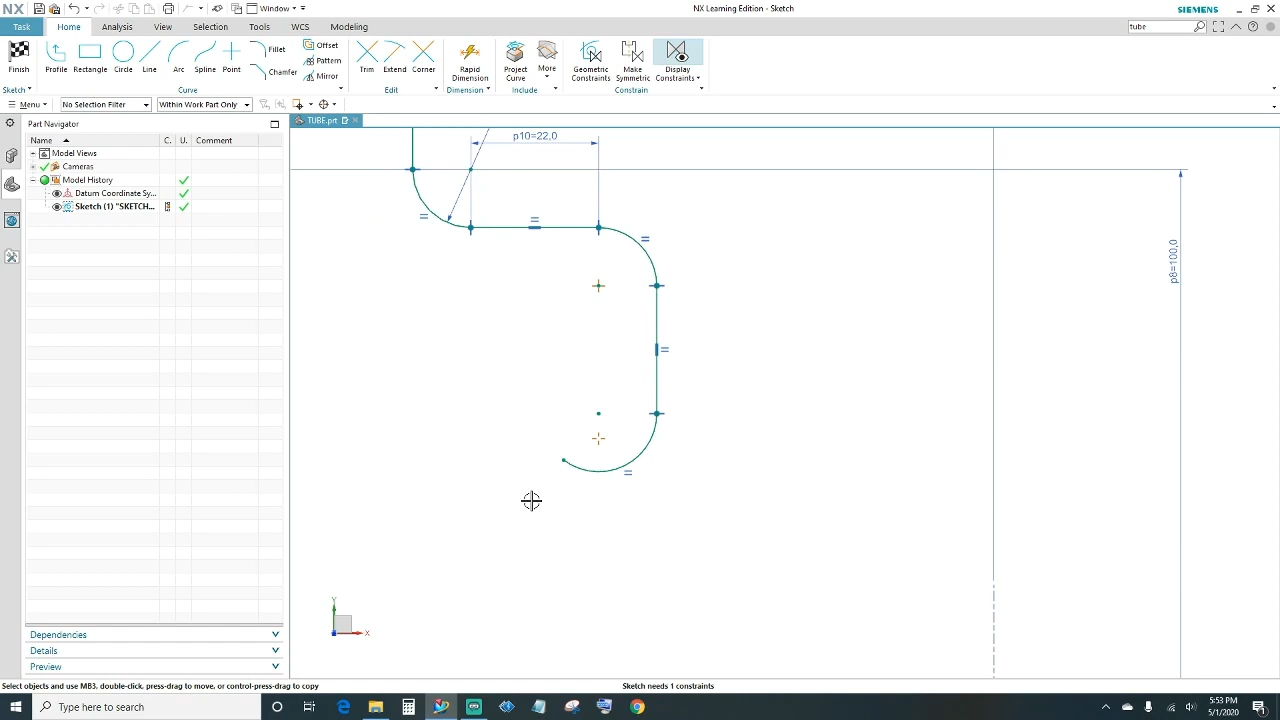 NX
Window
NX Learning Edition - Sketch
SIEMENS
Task
Home
Analysis
View
Selection
Tools
WCS
Modeling
tube
Finish
Profile
Rectangle
Circle
Line
Arc
Spline
Point
Fillet
Chamfer
Offset
Pattern
Mirror
Trim
Extend
Corner
Rapid
Dimension
Project
Curve
More
Geometric
Constraints
Make
Symmetric
Display
Constraints
Sketch
Curve
Edit
Dimension
Include
Constrain
Menu
No Selection Filter
Within Work Part Only
Part Navigator
TUBE.prt
Name
C.
U.
Comment
Model Views
Cameras
Model History
Datum Coordinate Sy...
Sketch (1) "SKETCH...
p10=22,0
p8=100,0
Y
X
Dependencies
Details
Preview
Select objects and use MB3, double-click, press-drag to move, or control-press-drag to copy
Sketch needs 1 constraints
Type here to search
5:53 PM
5/1/2020